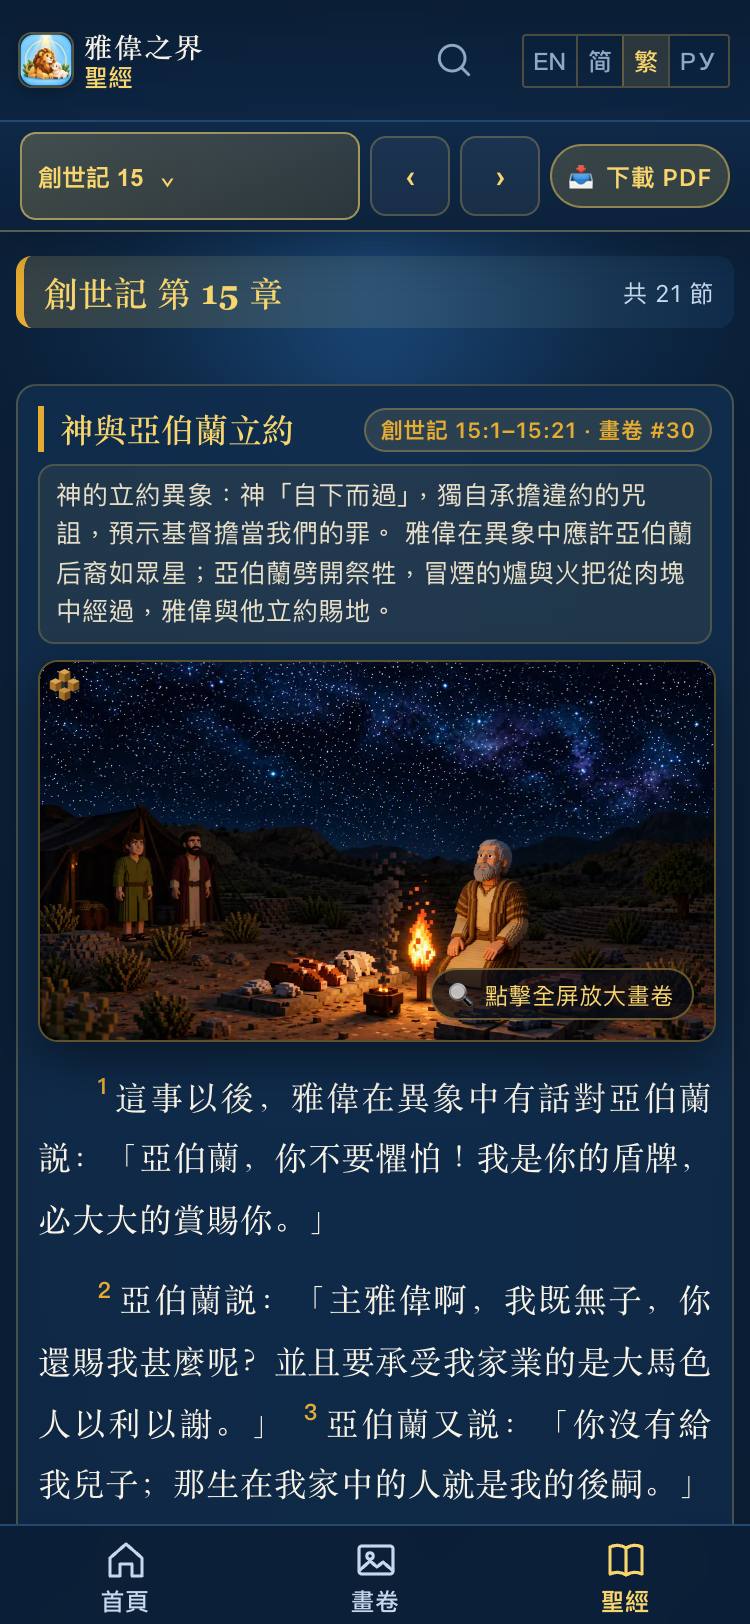 雅偉之界
聖經
EN 简 繁 РУ
創世記 15
‹ ›
下載 PDF
創世記 第 15 章
共 21 節
神與亞伯蘭立約
創世記 15:1–15:21 · 畫卷 #30
神的立約異象：神「自下而過」，獨自承擔違約的咒
詛，預示基督擔當我們的罪。 雅偉在異象中應許亞伯蘭
后裔如眾星；亞伯蘭劈開祭牲，冒煙的爐與火把從肉塊
中經過，雅偉與他立約賜地。
點擊全屏放大畫卷
1 這事以後，雅偉在異象中有話對亞伯蘭
說：「亞伯蘭，你不要懼怕！我是你的盾牌，
必大大的賞賜你。」
2 亞伯蘭說：「主雅偉啊，我既無子，你
還賜我甚麼呢？並且要承受我家業的是大馬色
人以利以謝。」 3 亞伯蘭又說：「你沒有給
我兒子；那生在我家中的人就是我的後嗣。」
首頁
畫卷
聖經